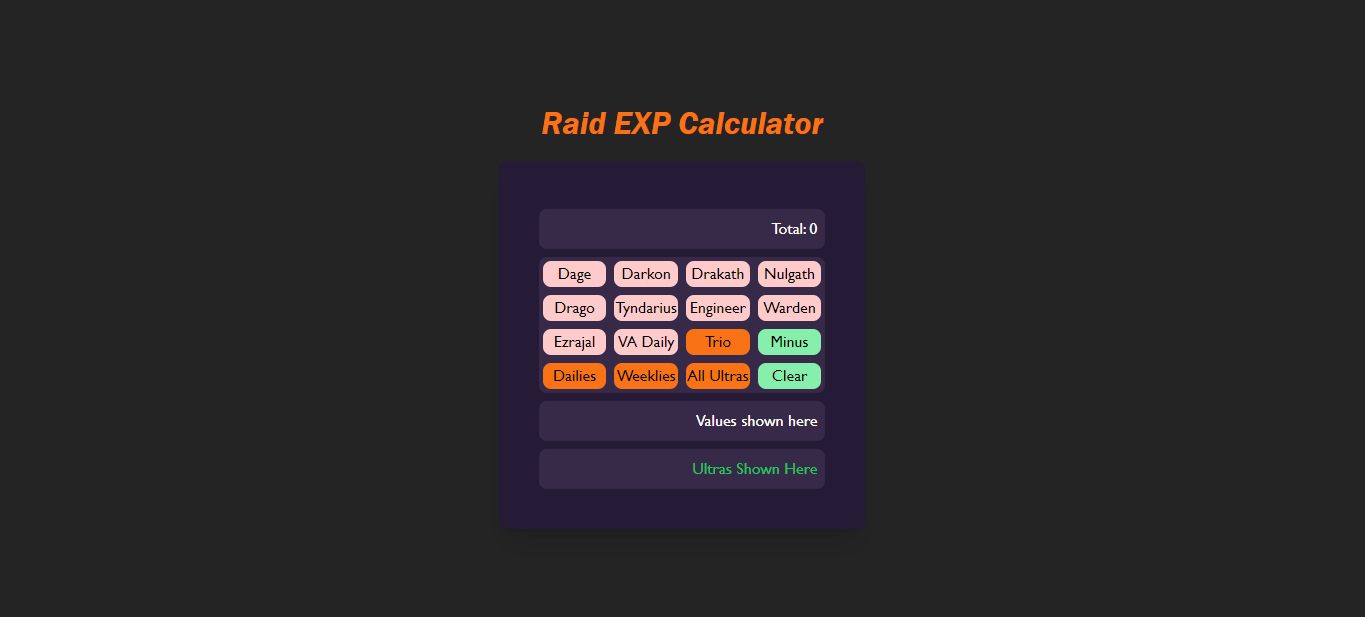 Raid EXP Calculator
Total: 0
Dage Darkon Drakath Nulgath
Drago Tyndarius Engineer Warden
Ezrajal VA Daily Trio Minus
Dailies Weeklies All Ultras Clear
Values shown here
Ultras Shown Here